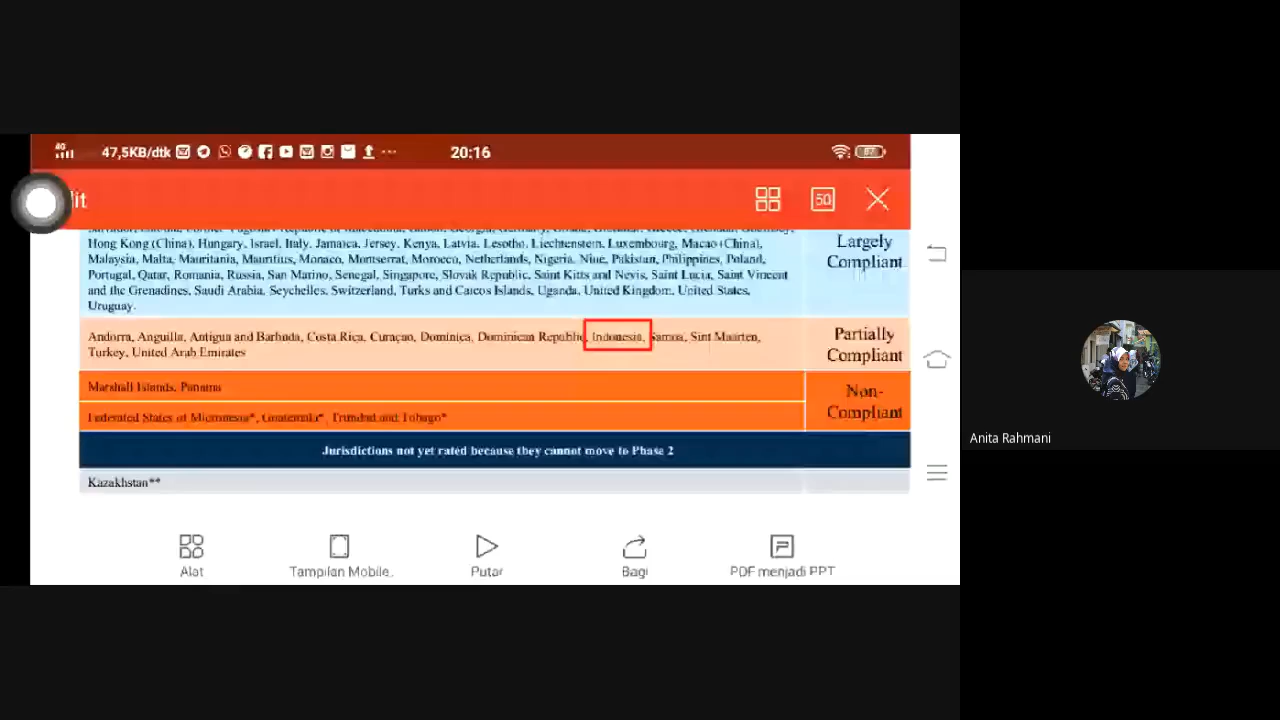 4G 47,5KB/dtk 20:16 67
lit 50
Hong Kong (China), Hungary, Israel, Italy, Jamaica, Jersey, Kenya, Latvia, Lesotho, Liechtenstein, Luxembourg, Macao (China),
Malaysia, Malta, Mauritania, Mauritius, Monaco, Montserrat, Morocco, Netherlands, Nigeria, Niue, Pakistan, Philippines, Poland,
Portugal, Qatar, Romania, Russia, San Marino, Senegal, Singapore, Slovak Republic, Saint Kitts and Nevis, Saint Lucia, Saint Vincent
and the Grenadines, Saudi Arabia, Seychelles, Switzerland, Turks and Caicos Islands, Uganda, United Kingdom, United States,
Uruguay.
Largely
Compliant
Andorra, Anguilla, Antigua and Barbuda, Costa Rica, Curaçao, Dominica, Dominican Republic, Indonesia, Samoa, Sint Maarten,
Turkey, United Arab Emirates
Partially
Compliant
Marshall Islands, Panama
Federated States of Micronesia*, Guatemala*, Trinidad and Tobago*
Non-
Compliant
Jurisdictions not yet rated because they cannot move to Phase 2
Kazakhstan**
Alat
Tampilan Mobile..
Putar
Bagi
PDF menjadi PPT
Anita Rahmani